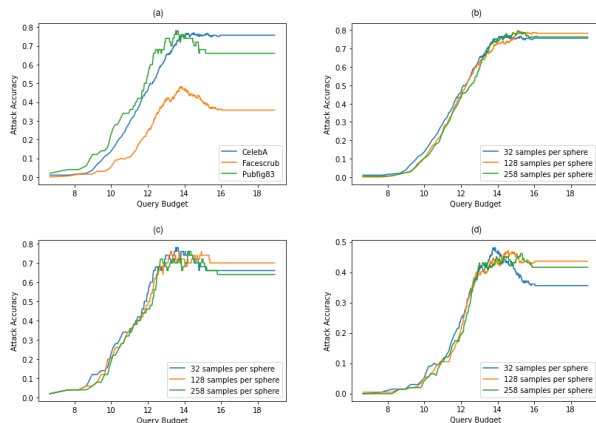 (a)
Attack Accuracy
0.8
0.7
0.6
0.5
0.4
0.3
0.2
0.1
0.0
8 10 12 14 16 18
Query Budget
CelebA
Facescrub
Pubfig83
(b)
Attack Accuracy
0.8
0.7
0.6
0.5
0.4
0.3
0.2
0.1
0.0
8 10 12 14 16 18
Query Budget
32 samples per sphere
128 samples per sphere
258 samples per sphere
(c)
Attack Accuracy
0.8
0.7
0.6
0.5
0.4
0.3
0.2
0.1
0.0
8 10 12 14 16 18
Query Budget
32 samples per sphere
128 samples per sphere
258 samples per sphere
(d)
Attack Accuracy
0.5
0.4
0.3
0.2
0.1
0.0
8 10 12 14 16 18
Query Budget
32 samples per sphere
128 samples per sphere
258 samples per sphere